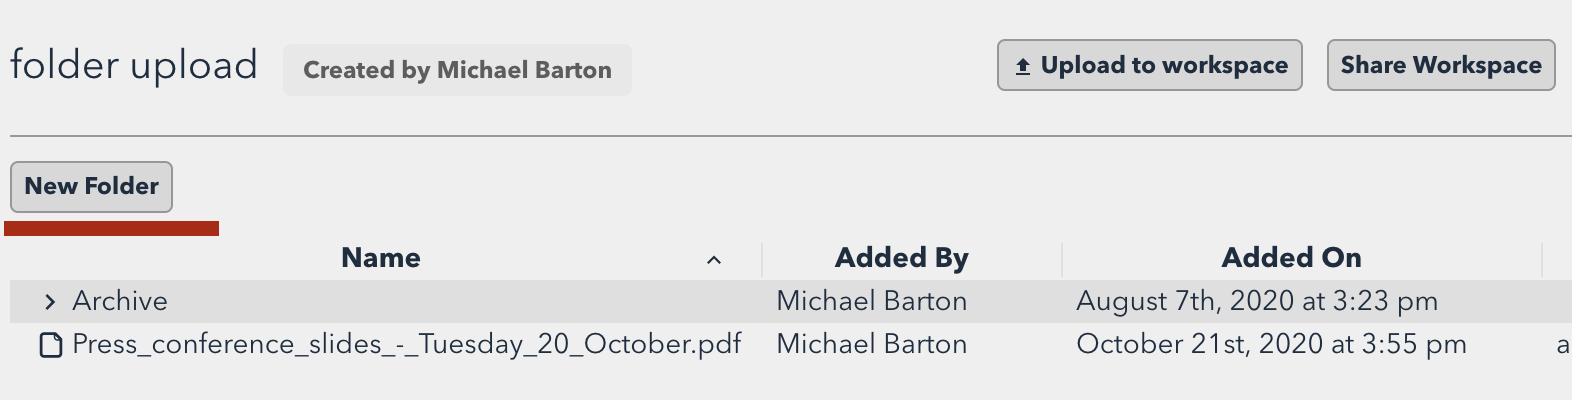 folder upload Created by Michael Barton Upload to workspace Share Workspace
New Folder
Name Added By Added On
Archive Michael Barton August 7th, 2020 at 3:23 pm
Press_conference_slides_-_Tuesday_20_October.pdf Michael Barton October 21st, 2020 at 3:55 pm a